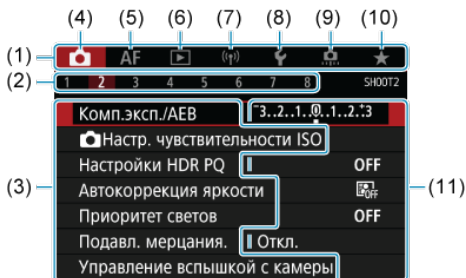 (4) (5) (6) (7) (8) (9) (10)
(1) AF
(2) 1 2 3 4 5 6 7 8 SHOOT2
Комп.эксп./AEB -3..2..1..0..1..2.+3
Настр. чувствительности ISO
Настройки HDR PQ OFF
(3) Автокоррекция яркости OFF (11)
Приоритет светов OFF
Подавл. мерцания. Откл.
Управление вспышкой с камеры